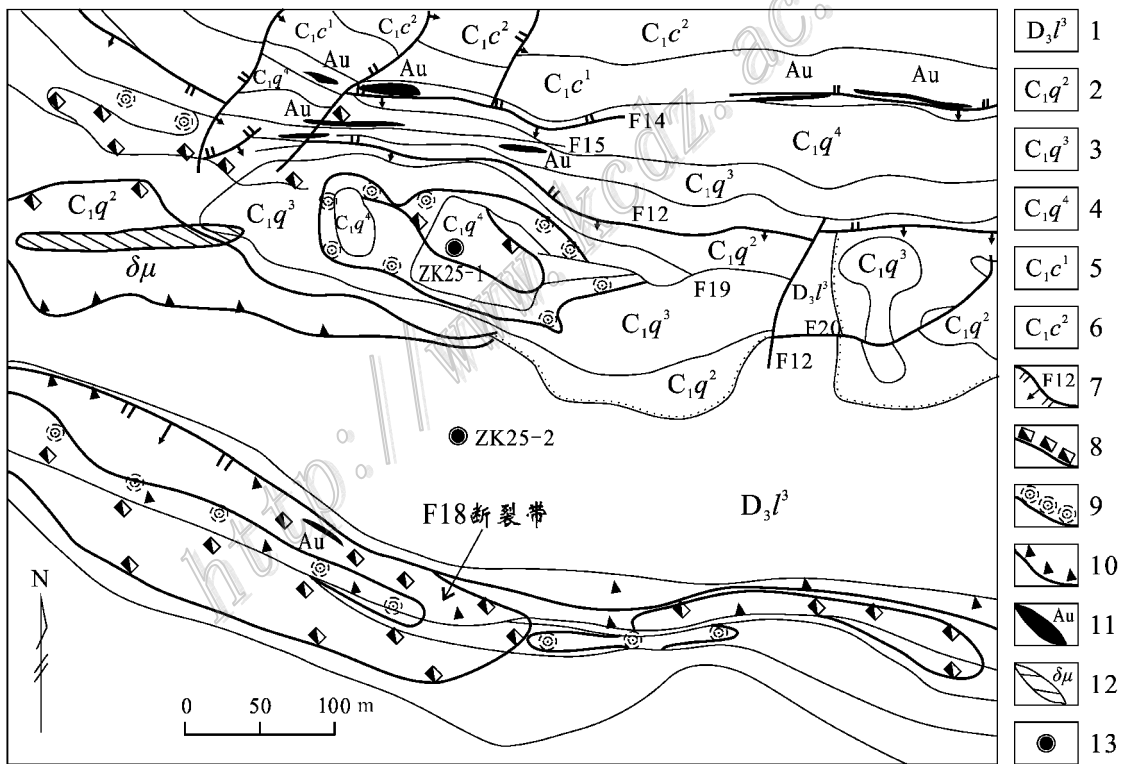 C₁c¹
C₁c²
C₁c²
C₁c²
D₃l³ 1
Au
Au
C₁q⁴
C₁c¹
Au
Au
C₁q² 2
Au
F14
F15
C₁q⁴
C₁q³ 3
Au
C₁q³
C₁q²
C₁q³
C₁q⁴
C₁q⁴
F12
C₁q⁴ 4
ZK25-1
C₁q²
C₁q³
δμ
F19
D₃l³
C₁c¹ 5
C₁q³
F20
C₁q²
F12
C₁c² 6
C₁q²
F12 7
ZK25-2
8
D₃l³
F18断裂带
9
Au
10
N
Au 11
0 50 100 m
δμ 12
13
http://www.kcdz.ac.